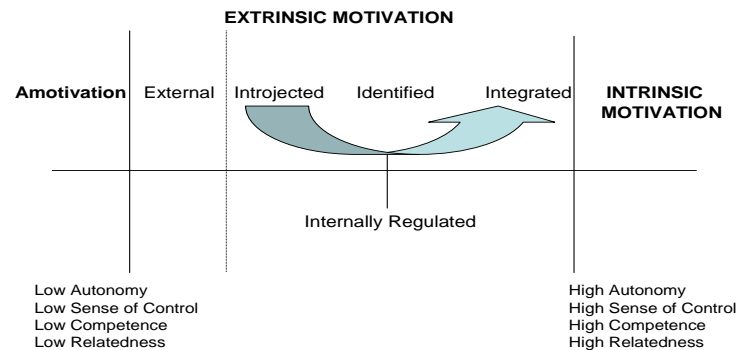 EXTRINSIC MOTIVATION
Amotivation External Introjected Identified Integrated INTRINSIC
MOTIVATION
Internally Regulated
Low Autonomy
Low Sense of Control
Low Competence
Low Relatedness
High Autonomy
High Sense of Control
High Competence
High Relatedness